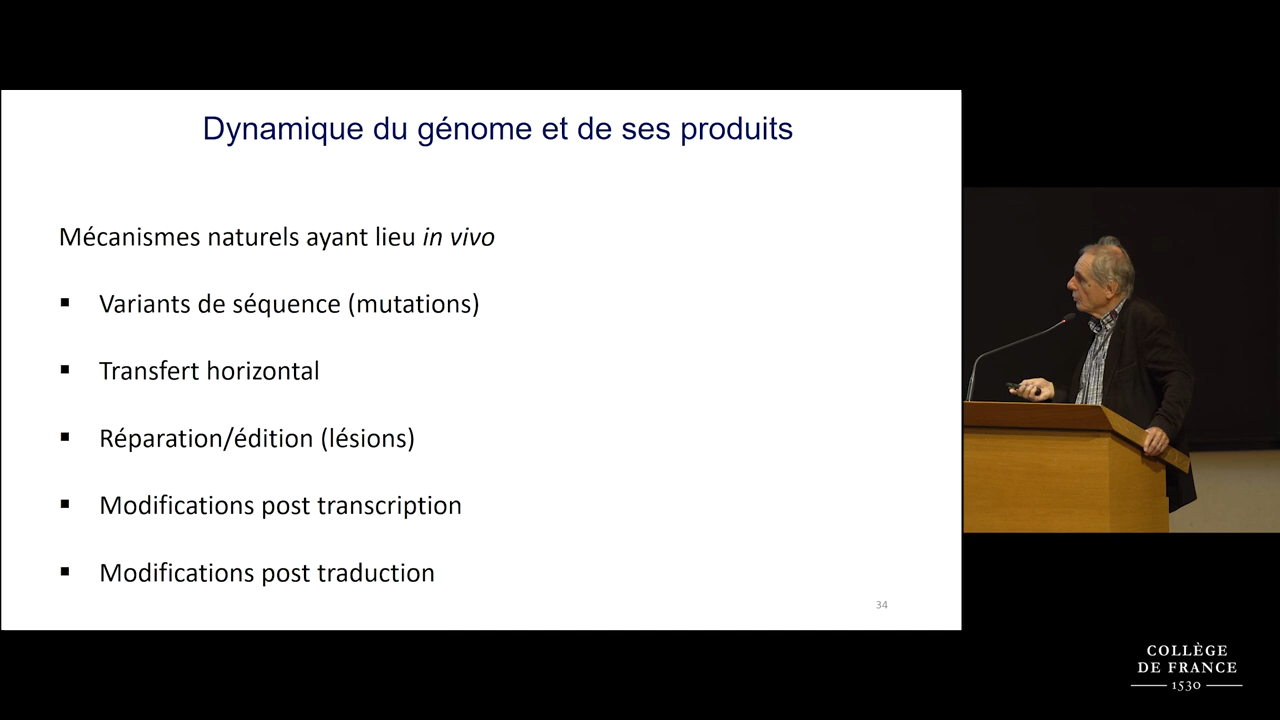 Dynamique du génome et de ses produits
Mécanismes naturels ayant lieu in vivo
▪ Variants de séquence (mutations)
▪ Transfert horizontal
▪ Réparation/édition (lésions)
▪ Modifications post transcription
▪ Modifications post traduction
34
COLLÈGE
DE FRANCE
1530